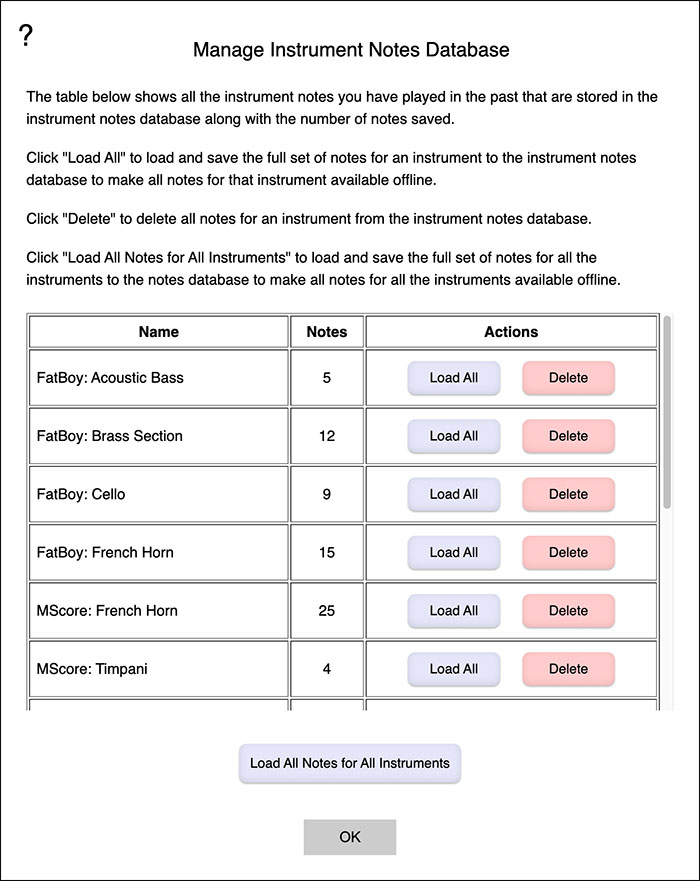 ?
Manage Instrument Notes Database
The table below shows all the instrument notes you have played in the past that are stored in the
instrument notes database along with the number of notes saved.
Click "Load All" to load and save the full set of notes for an instrument to the instrument notes
database to make all notes for that instrument available offline.
Click "Delete" to delete all notes for an instrument from the instrument notes database.
Click "Load All Notes for All Instruments" to load and save the full set of notes for all the
instruments to the notes database to make all notes for all the instruments available offline.
Name Notes Actions
FatBoy: Acoustic Bass 5 Load All Delete
FatBoy: Brass Section 12 Load All Delete
FatBoy: Cello 9 Load All Delete
FatBoy: French Horn 15 Load All Delete
MScore: French Horn 25 Load All Delete
MScore: Timpani 4 Load All Delete
Load All Notes for All Instruments
OK